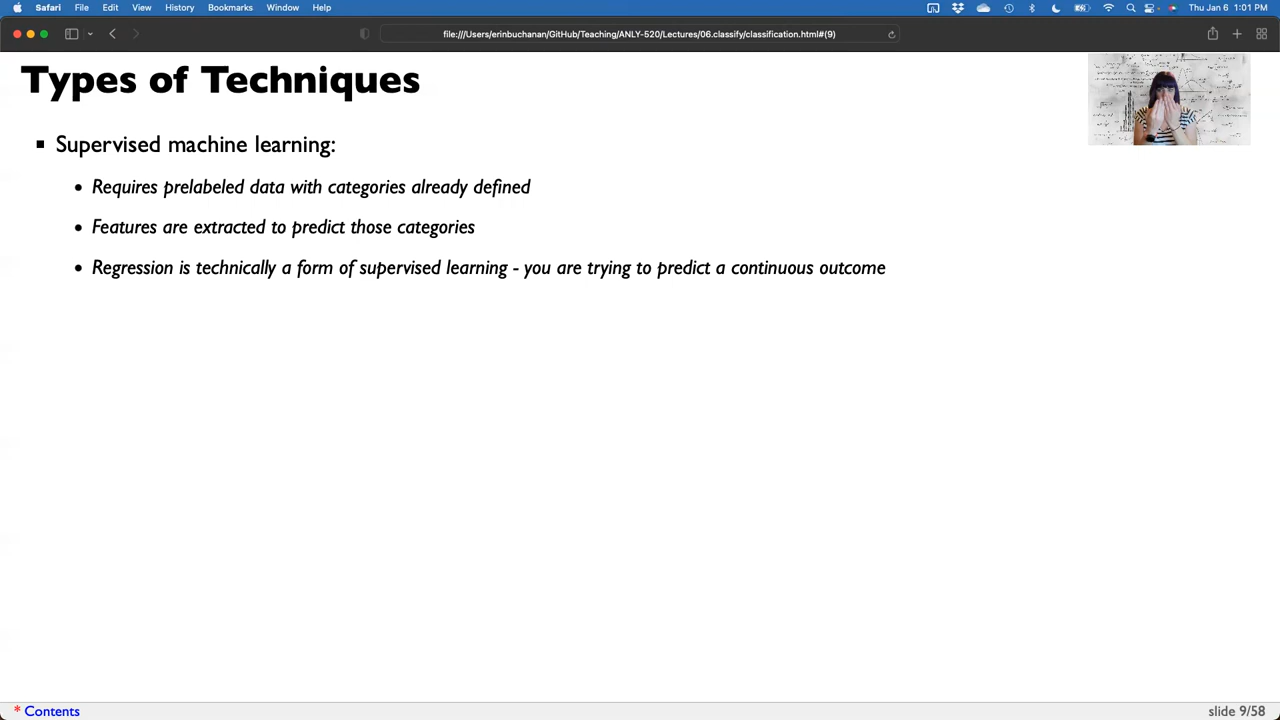 Safari File Edit View History Bookmarks Window Help Thu Jan 6 1:01 PM
file:///Users/erinbuchanan/GitHub/Teaching/ANLY-520/Lectures/06.classify/classification.html#(9)
Types of Techniques
Supervised machine learning:
Requires prelabeled data with categories already defined
Features are extracted to predict those categories
Regression is technically a form of supervised learning - you are trying to predict a continuous outcome
* Contents slide 9/58